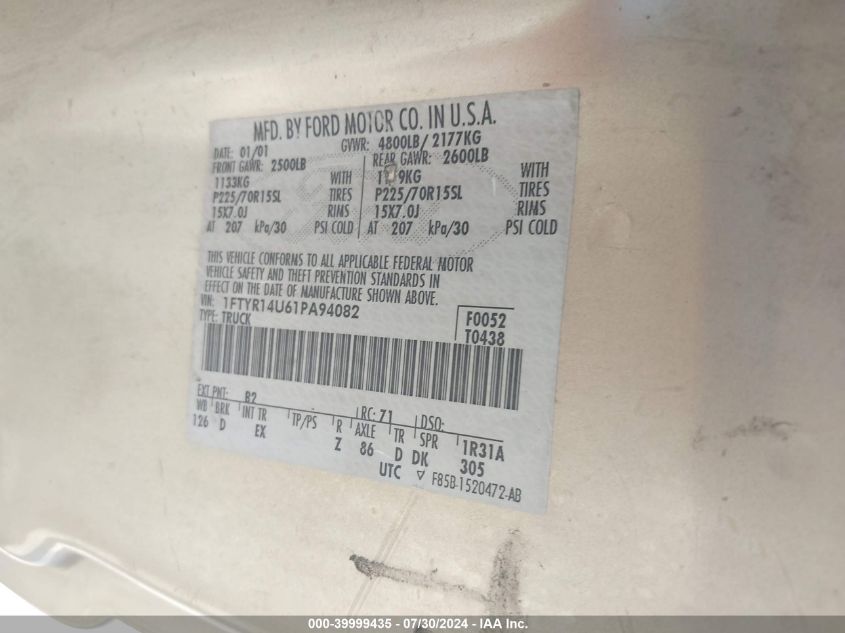 MFD. BY FORD MOTOR CO. IN U.S.A.
DATE: 01/01 GVWR: 4800LB/ 2177KG
FRONT GAWR: 2500LB REAR GAWR: 2600LB
1133KG WITH WITH
P225/70R15SL TIRES P225/70R15SL TIRES
15X7.0J RIMS 15X7.0J RIMS
AT 207 kPa/30 PSI COLD AT 207 kPa/30 PSI COLD
THIS VEHICLE CONFORMS TO ALL APPLICABLE FEDERAL MOTOR
VEHICLE SAFETY AND THEFT PREVENTION STANDARDS IN
EFFECT ON THE DATE OF MANUFACTURE SHOWN ABOVE.
VIN: 1FTYR14U61PA94082 F0052
TYPE: TRUCK T0438
EXT PNT: B2 RC: 71 DSO:
WB BRK INT TR TP/PS R AXLE TR SPR 1R31A
126 D EX Z 86 D DK 305
UTC ▽ F85B-1520472-AB
000-39999435 - 07/30/2024 - IAA Inc.